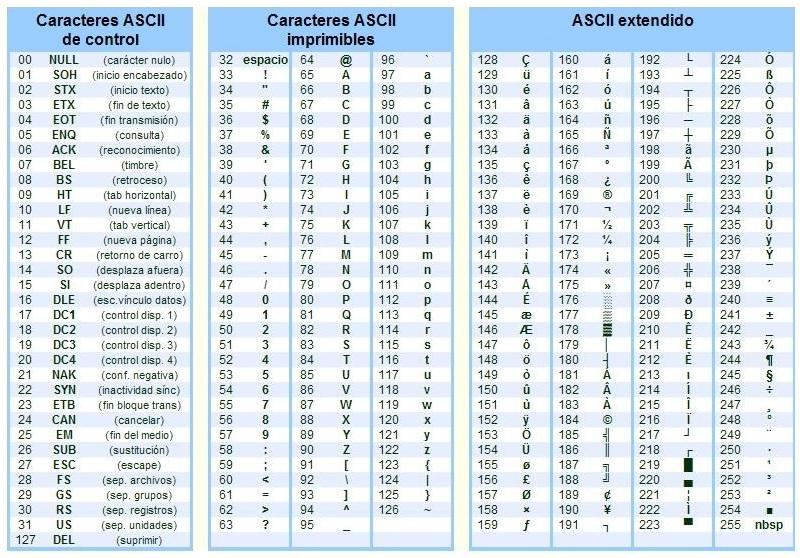 Caracteres ASCII
de control
00 NULL (carácter nulo)
01 SOH (inicio encabezado)
02 STX (inicio texto)
03 ETX (fin de texto)
04 EOT (fin transmisión)
05 ENQ (consulta)
06 ACK (reconocimiento)
07 BEL (timbre)
08 BS (retroceso)
09 HT (tab horizontal)
10 LF (nueva línea)
11 VT (tab vertical)
12 FF (nueva página)
13 CR (retorno de carro)
14 SO (desplaza afuera)
15 SI (desplaza adentro)
16 DLE (esc.vínculo datos)
17 DC1 (control disp. 1)
18 DC2 (control disp. 2)
19 DC3 (control disp. 3)
20 DC4 (control disp. 4)
21 NAK (conf. negativa)
22 SYN (inactividad sínc)
23 ETB (fin bloque trans)
24 CAN (cancelar)
25 EM (fin del medio)
26 SUB (sustitución)
27 ESC (escape)
28 FS (sep. archivos)
29 GS (sep. grupos)
30 RS (sep. registros)
31 US (sep. unidades)
127 DEL (suprimir)
Caracteres ASCII
imprimibles
32 espacio 64 @ 96 `
33 ! 65 A 97 a
34 " 66 B 98 b
35 # 67 C 99 c
36 $ 68 D 100 d
37 % 69 E 101 e
38 & 70 F 102 f
39 ' 71 G 103 g
40 ( 72 H 104 h
41 ) 73 I 105 i
42 * 74 J 106 j
43 + 75 K 107 k
44 , 76 L 108 l
45 - 77 M 109 m
46 . 78 N 110 n
47 / 79 O 111 o
48 0 80 P 112 p
49 1 81 Q 113 q
50 2 82 R 114 r
51 3 83 S 115 s
52 4 84 T 116 t
53 5 85 U 117 u
54 6 86 V 118 v
55 7 87 W 119 w
56 8 88 X 120 x
57 9 89 Y 121 y
58 : 90 Z 122 z
59 ; 91 [ 123 {
60 < 92 \ 124 |
61 = 93 ] 125 }
62 > 94 ^ 126 ~
63 ? 95 _
ASCII extendido
128 Ç 160 á 192 └ 224 Ó
129 ü 161 í 193 ┴ 225 ß
130 é 162 ó 194 ┬ 226 Ô
131 â 163 ú 195 ├ 227 Ò
132 ä 164 ñ 196 ─ 228 õ
133 à 165 Ñ 197 ┼ 229 Õ
134 å 166 ª 198 ã 230 µ
135 ç 167 º 199 Ã 231 þ
136 ê 168 ¿ 200 ╚ 232 Þ
137 ë 169 ® 201 ╔ 233 Ú
138 è 170 ¬ 202 ╩ 234 Û
139 ï 171 ½ 203 ╦ 235 Ù
140 î 172 ¼ 204 ╠ 236 ý
141 ì 173 ¡ 205 ═ 237 Ý
142 Ä 174 « 206 ╬ 238 ¯
143 Å 175 » 207 ¤ 239 ´
144 É 176 ░ 208 ð 240 ≡
145 æ 177 ▒ 209 Ð 241 ±
146 Æ 178 ▓ 210 Ê 242 ‗
147 ô 179 │ 211 Ë 243 ¾
148 ö 180 ┤ 212 È 244 ¶
149 ò 181 Á 213 ı 245 §
150 û 182 Â 214 Í 246 ÷
151 ù 183 À 215 Î 247 ¸
152 ÿ 184 © 216 Ï 248 °
153 Ö 185 ╣ 217 ┘ 249 ¨
154 Ü 186 ║ 218 ┌ 250 ·
155 ø 187 ╗ 219 █ 251 ¹
156 £ 188 ╝ 220 ▄ 252 ³
157 Ø 189 ¢ 221 ¦ 253 ²
158 × 190 ¥ 222 Ì 254 ■
159 ƒ 191 ┐ 223 ▀ 255 nbsp